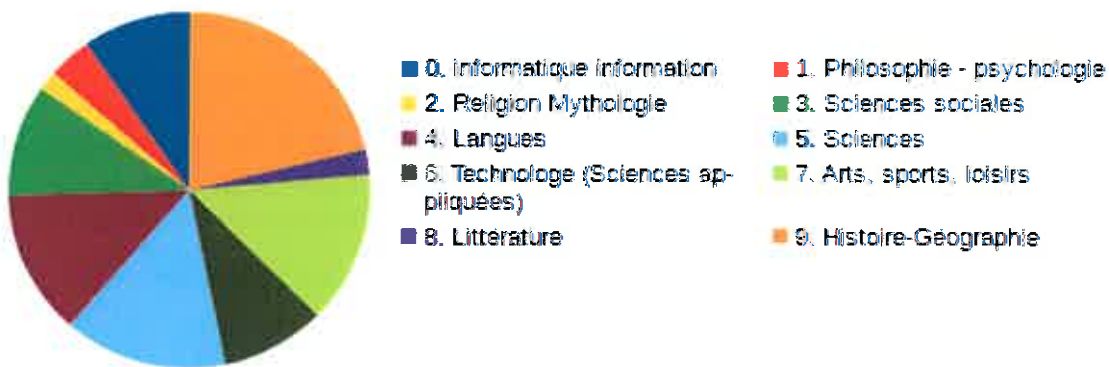 0. informatique information
1. Philosophie - psychologie
2. Religion Mythologie
3. Sciences sociales
4. Langues
5. Sciences
6. Technologe (Sciences ap-
pliquées)
7. Arts, sports, loisirs
8. Littérature
9. Histoire-Géographie